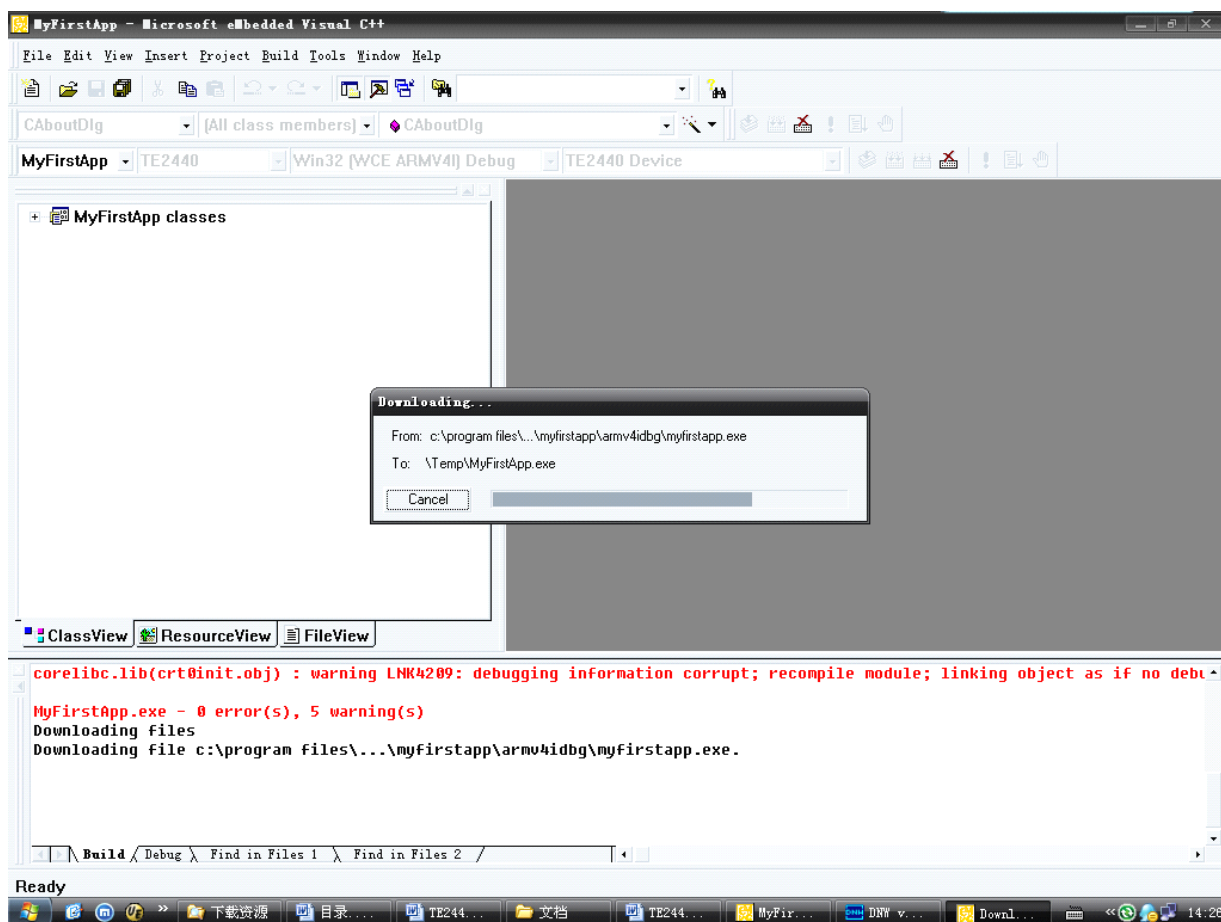 MyFirstApp - Microsoft eMbedded Visual C++
File Edit View Insert Project Build Tools Window Help
CAboutDlg (All class members) CAboutDlg
MyFirstApp TE2440 Win32 (WCE ARMV4I) Debug TE2440 Device
MyFirstApp classes
Downloading...
From: c:\program files\...\myfirstapp\armv4idbg\myfirstapp.exe
To: \Temp\MyFirstApp.exe
Cancel
ClassView ResourceView FileView
corelibc.lib(crt0init.obj) : warning LNK4209: debugging information corrupt; recompile module; linking object as if no debu
MyFirstApp.exe - 0 error(s), 5 warning(s)
Downloading files
Downloading file c:\program files\...\myfirstapp\armv4idbg\myfirstapp.exe.
Build Debug Find in Files 1 Find in Files 2
Ready
» 下载资源 目录.... TE244... 文档 TE244... MyFir... DNW v... Downl... « 14:26